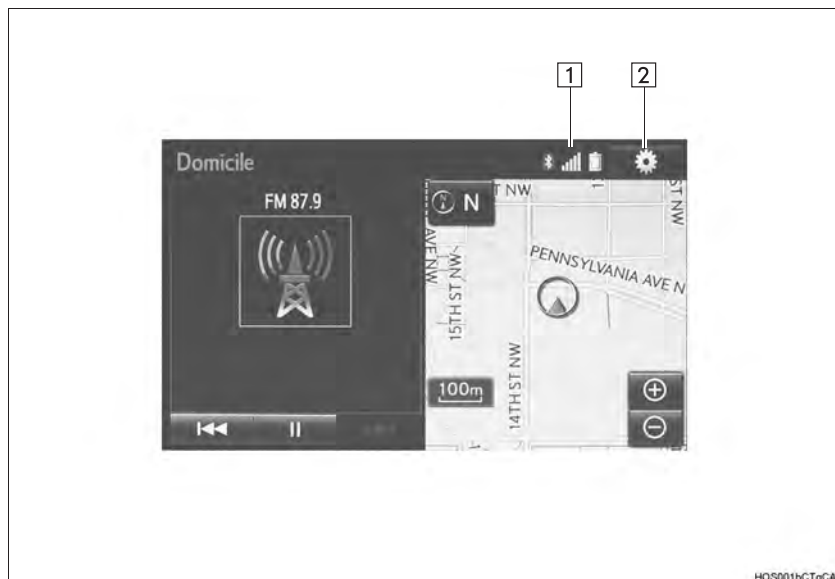 1 2
Domicile
FM 87.9
N
T NW
1
ST NW
AVE NW
15TH ST NW
PENNSYLVANIA AVE N
14TH ST NW
100m